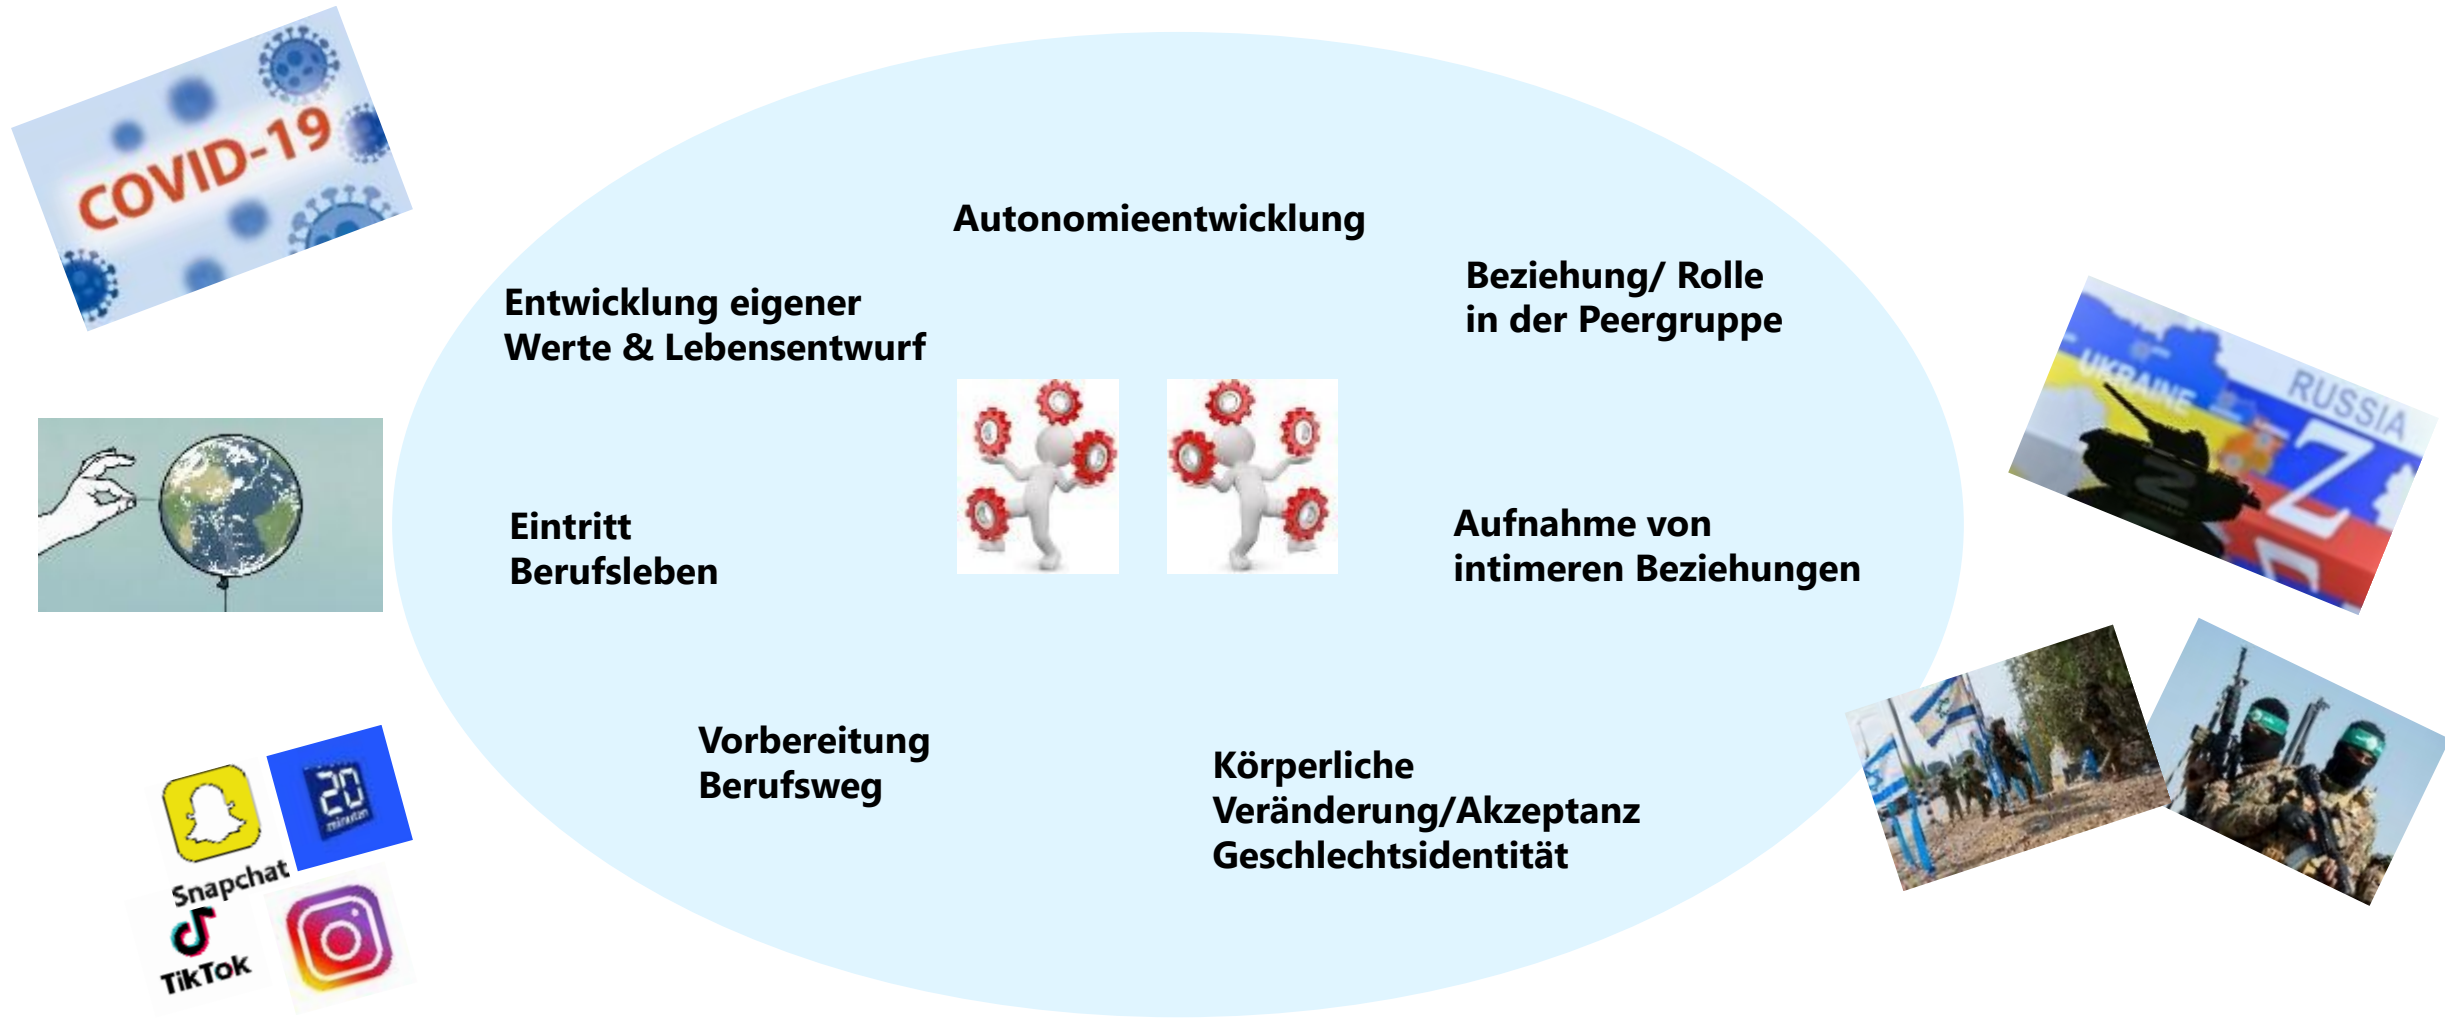 COVID-19
Autonomieentwicklung
Beziehung/ Rolle
in der Peergruppe
Entwicklung eigener
Werte & Lebensentwurf
UKRAINE
RUSSIA
Z
Z
Eintritt
Berufsleben
Aufnahme von
intimeren Beziehungen
Vorbereitung
Berufsweg
Körperliche
Veränderung/Akzeptanz
Geschlechtsidentität
20
minuten
Snapchat
TikTok